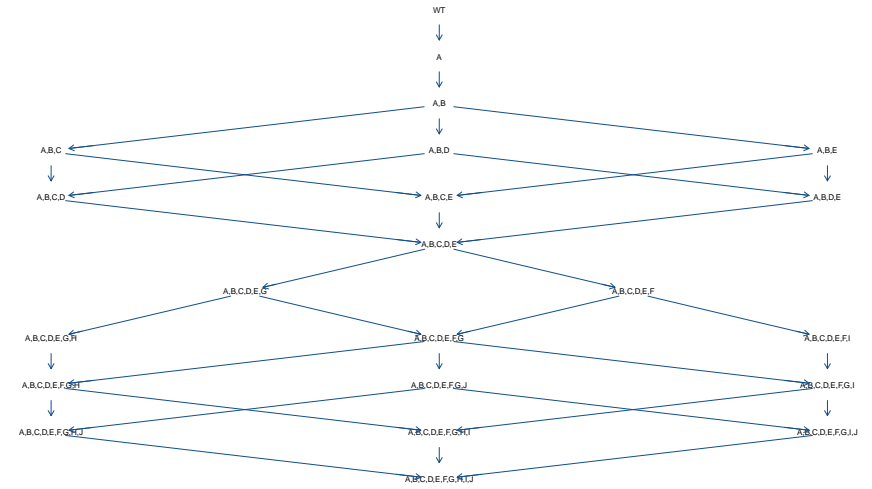 WT
A
A,B
A,B,C
A,B,D
A,B,E
A,B,C,D
A,B,C,E
A,B,D,E
A,B,C,D,E
A,B,C,D,E,G
A,B,C,D,E,F
A,B,C,D,E,G,H
A,B,C,D,E,F,G
A,B,C,D,E,F,I
A,B,C,D,E,F,G,H
A,B,C,D,E,F,G,J
A,B,C,D,E,F,G,I
A,B,C,D,E,F,G,H,J
A,B,C,D,E,F,G,H,I
A,B,C,D,E,F,G,I,J
A,B,C,D,E,F,G,H,I,J